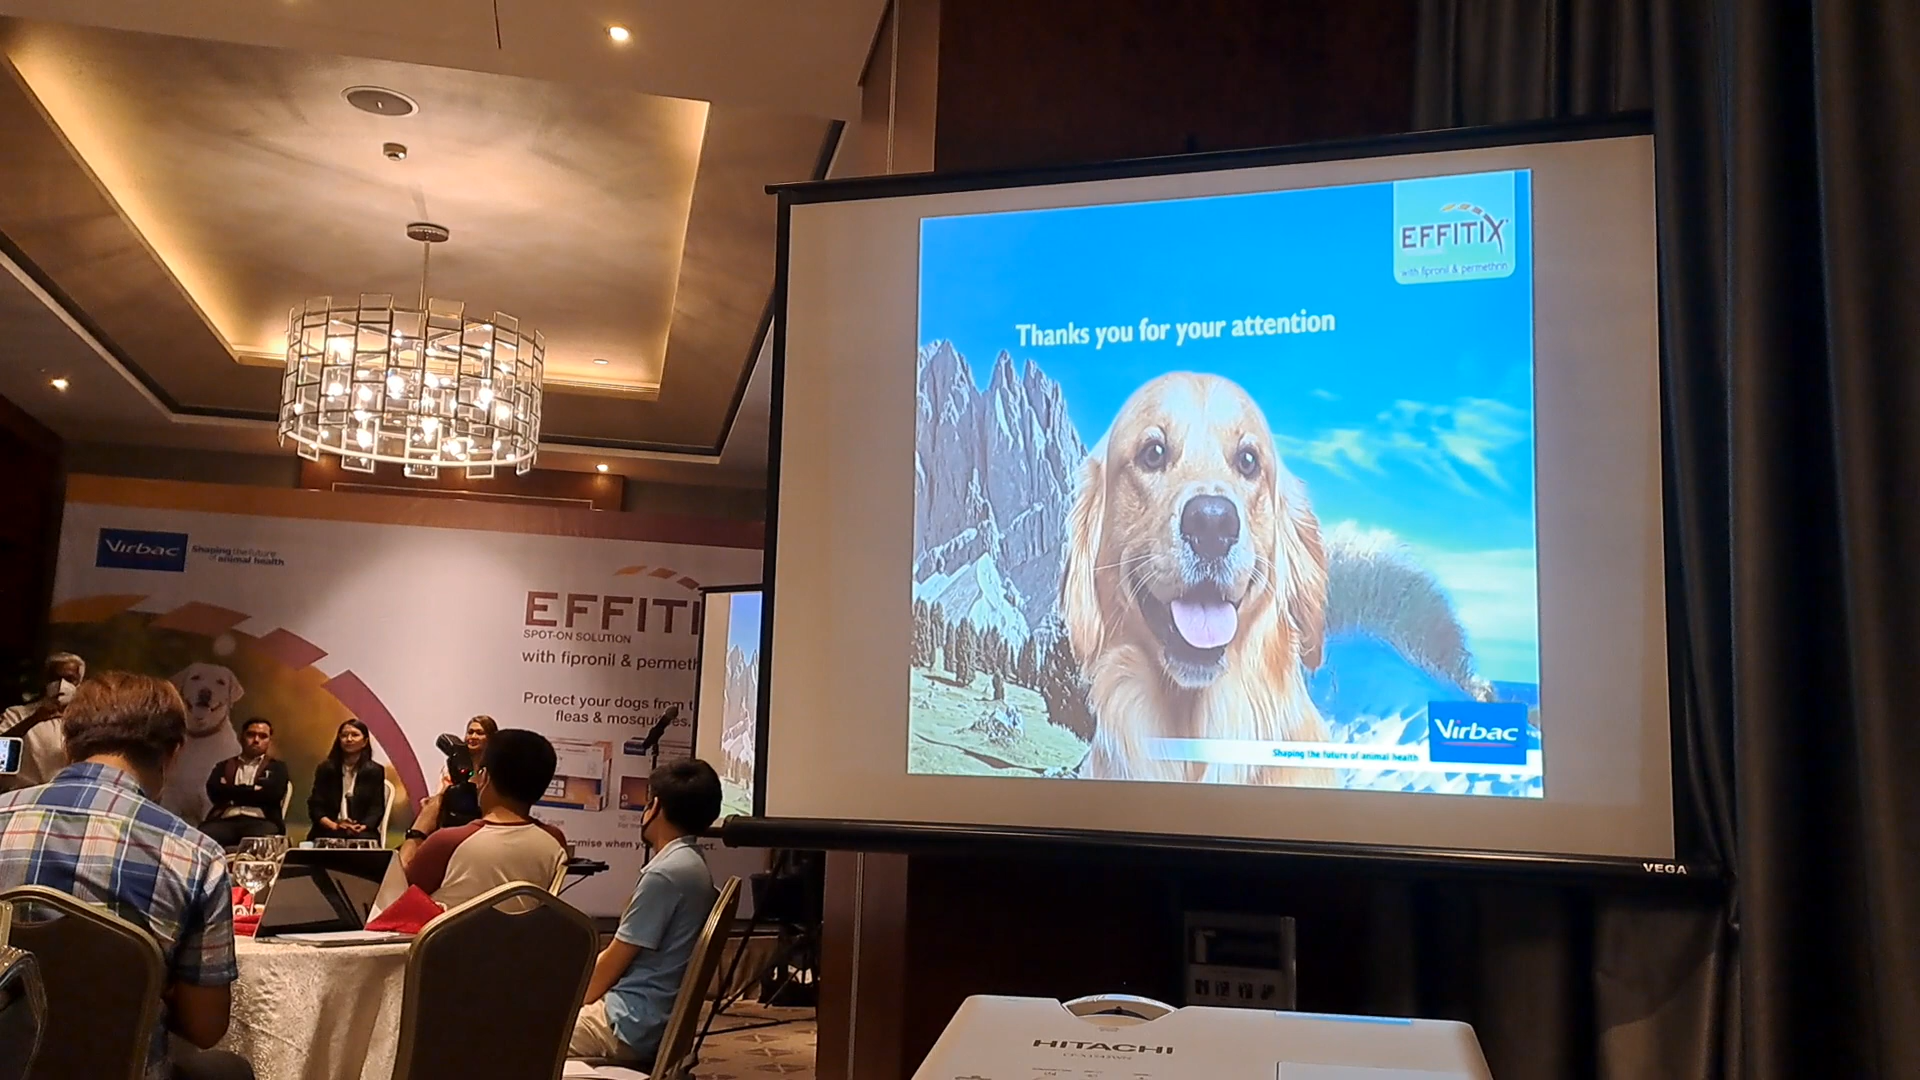 EFFITIX
with fipronil & permethrin
Thanks you for your attention
Virbac
Shaping the future of animal health
VEGA
HITACHI
Virbac
Shaping the future
of animal health
EFFITI
SPOT-ON SOLUTION
with fipronil & permeth
Protect your dogs from t
fleas & mosquitoes.